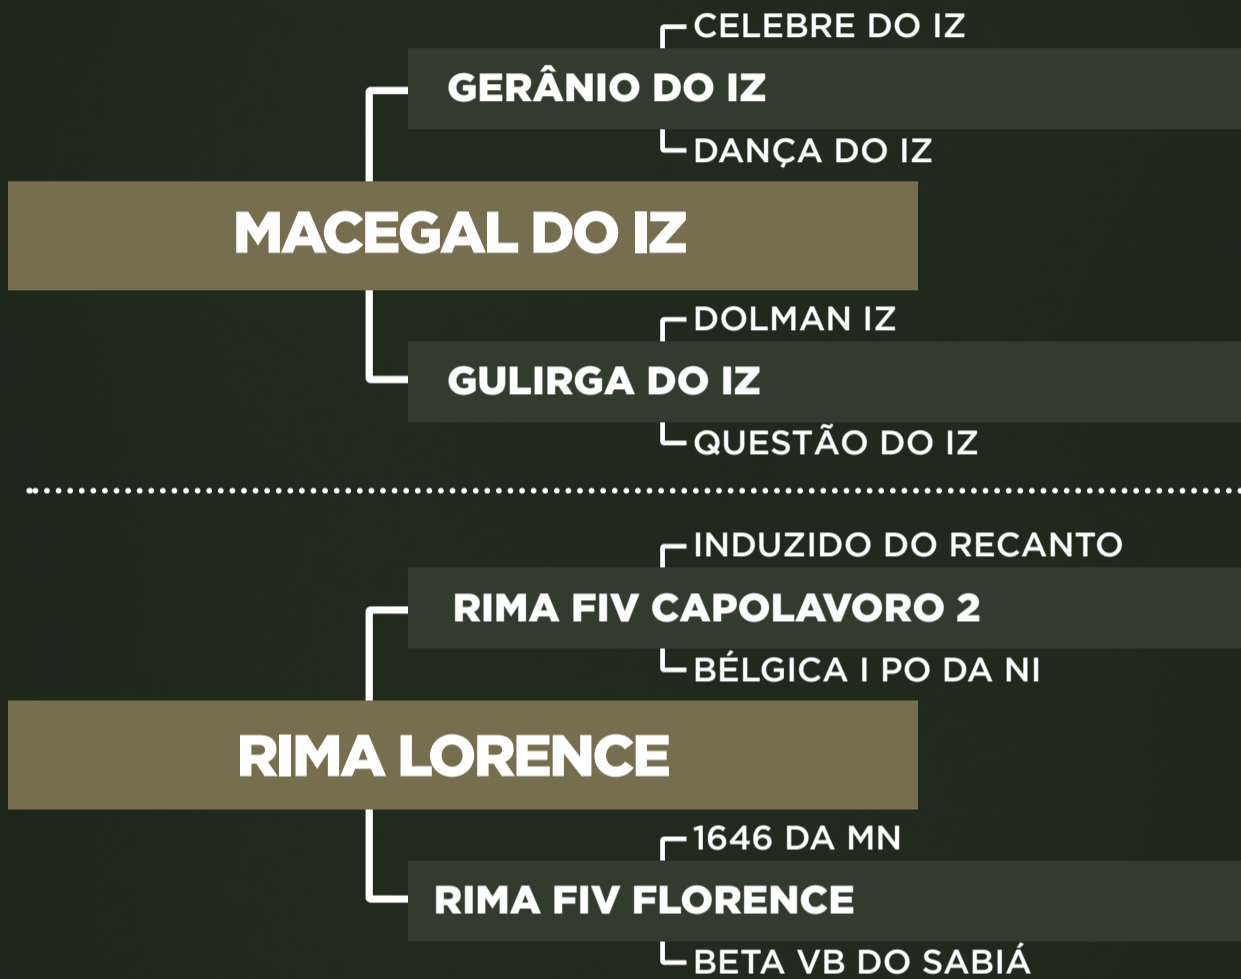 CELEBRE DO IZ
GERÂNIO DO IZ
DANÇA DO IZ
MACEGAL DO IZ
DOLMAN IZ
GULIRGA DO IZ
QUESTÃO DO IZ
INDUZIDO DO RECANTO
RIMA FIV CAPOLAVORO 2
BÉLGICA I PO DA NI
RIMA LORENCE
1646 DA MN
RIMA FIV FLORENCE
BETA VB DO SABIÁ